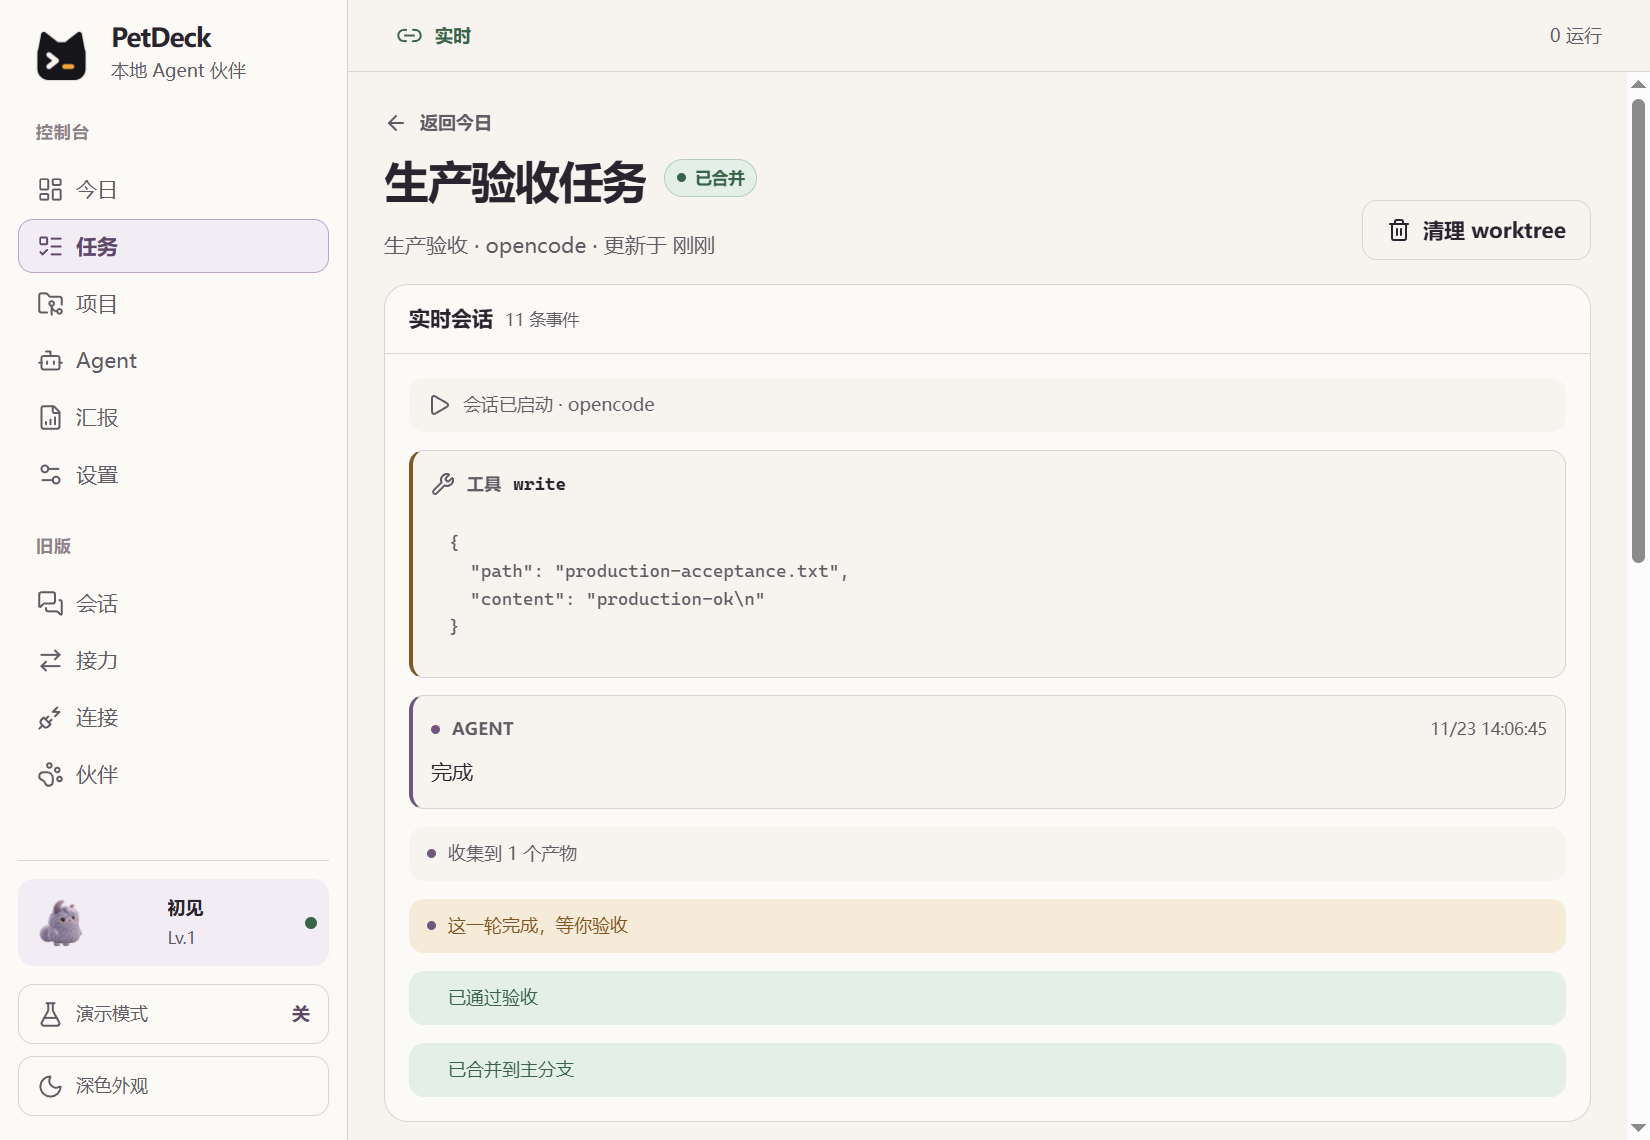 PetDeck
本地 Agent 伙伴
控制台
今日
任务
项目
Agent
汇报
设置
旧版
会话
接力
连接
伙伴
初见
Lv.1
演示模式 关
深色外观
实时
0 运行
返回今日
生产验收任务 已合并
生产验收 · opencode · 更新于 刚刚
清理 worktree
实时会话 11 条事件
会话已启动 · opencode
工具 write
{
"path": "production-acceptance.txt",
"content": "production-ok\n"
}
AGENT 11/23 14:06:45
完成
收集到 1 个产物
这一轮完成，等你验收
已通过验收
已合并到主分支